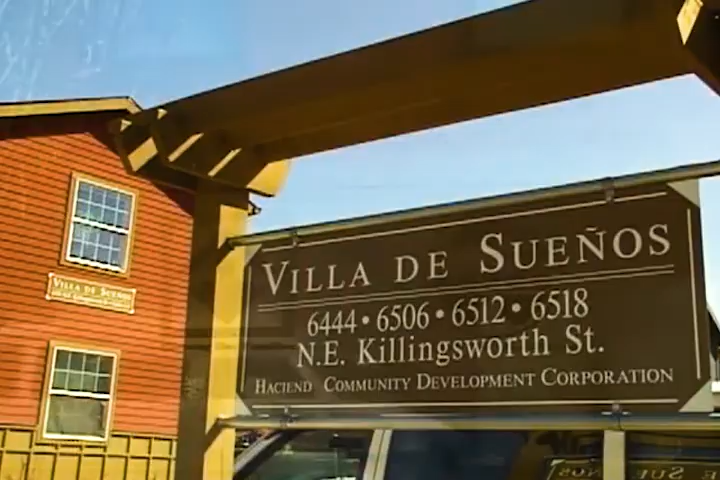 VILLA DE SUEÑOS
6444 • 6506 • 6512 • 6518
N.E. Killingsworth St.
HACIEND COMMUNITY DEVELOPMENT CORPORATION
VILLA DE SUEÑOS